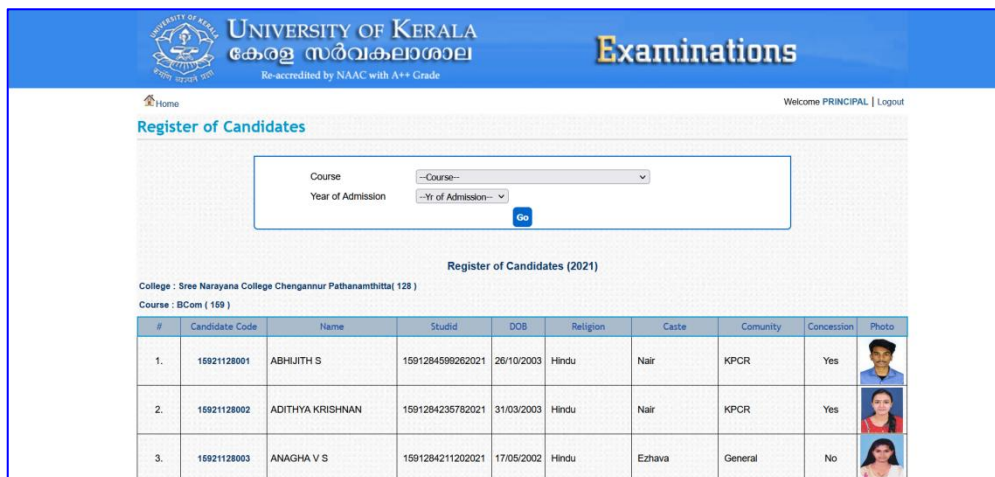 UNIVERSITY OF KERALA
കേരള സർവകലാശാല
Re-accredited by NAAC with A++ Grade
Examinations
Home
Welcome PRINCIPAL | Logout
Register of Candidates
Course --Course--
Year of Admission --Yr of Admission--
Go
Register of Candidates (2021)
College : Sree Narayana College Chengannur Pathanamthitta( 128 )
Course : BCom ( 159 )
# Candidate Code Name Studid DOB Religion Caste Comunity Concession Photo
1. 15921128001 ABHIJITH S 1591284599262021 26/10/2003 Hindu Nair KPCR Yes
2. 15921128002 ADITHYA KRISHNAN 1591284235782021 31/03/2003 Hindu Nair KPCR Yes
3. 15921128003 ANAGHA V S 1591284211202021 17/05/2002 Hindu Ezhava General No